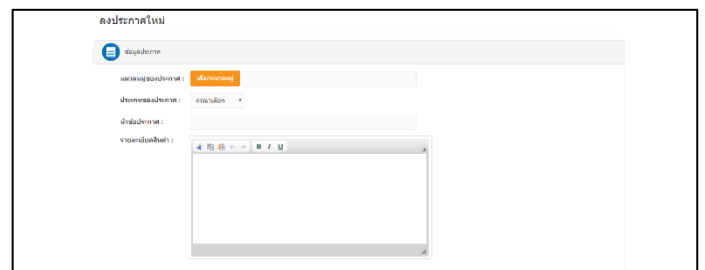 ลงประกาศใหม่
ข้อมูลประกาศ
หมวดหมู่ของประกาศ : เลือกหมวดหมู่
ประเภทของประกาศ : กรุณาเลือก
หัวข้อประกาศ :
รายละเอียดสินค้า :
B I U